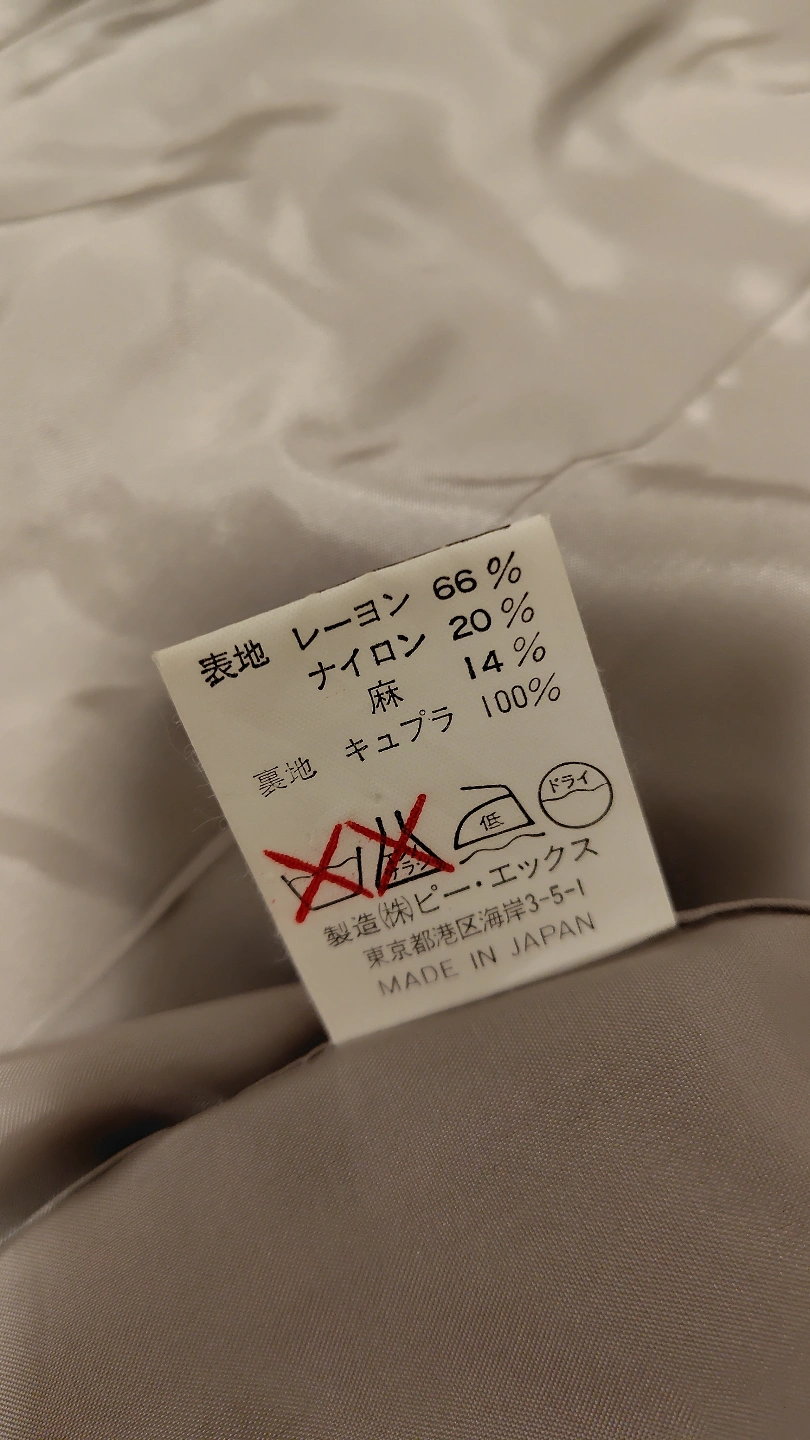 表地 レーヨン 66%
ナイロン 20%
麻 14%
裏地 キュプラ 100%
低 ドライ
製造(株)ピー・エックス
東京都港区海岸3-5-1
MADE IN JAPAN